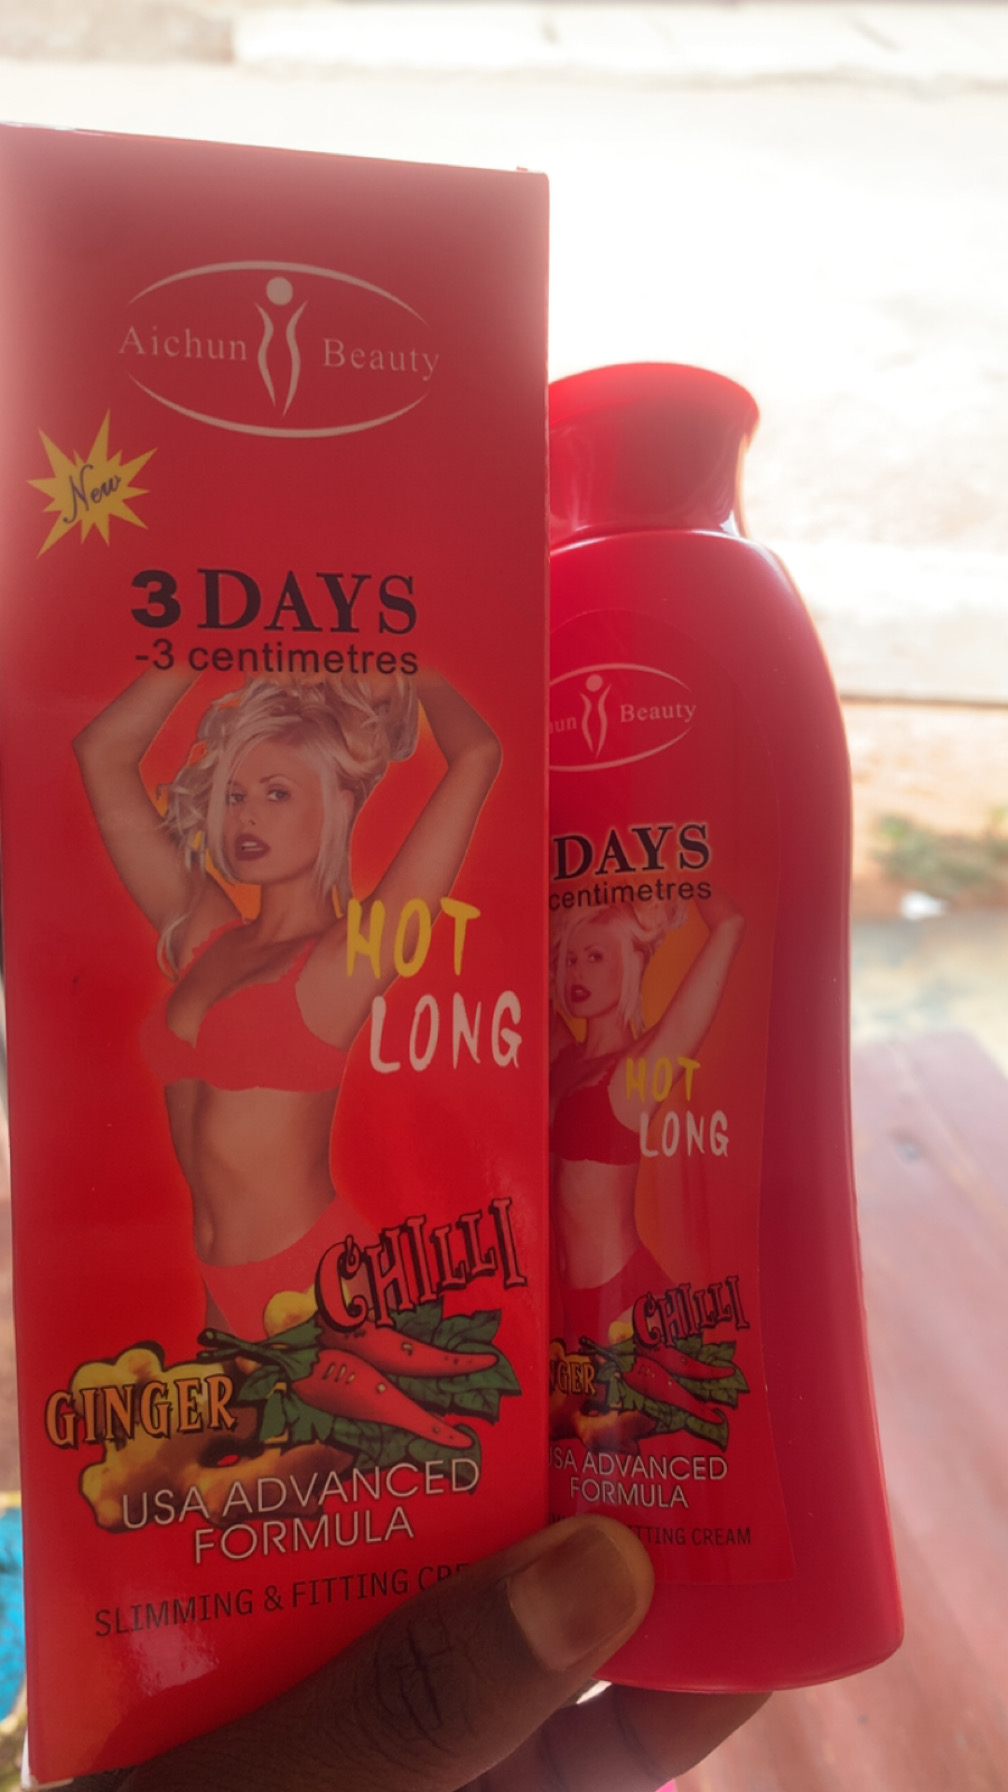 Aichun Beauty
New
3 DAYS
-3 centimetres
HOT
LONG
CHILLI
GINGER
USA ADVANCED
FORMULA
SLIMMING & FITTING
Beauty
DAYS
centimetres
HOT
LONG
CHILLI
USA ADVANCED
FORMULA
CREAM